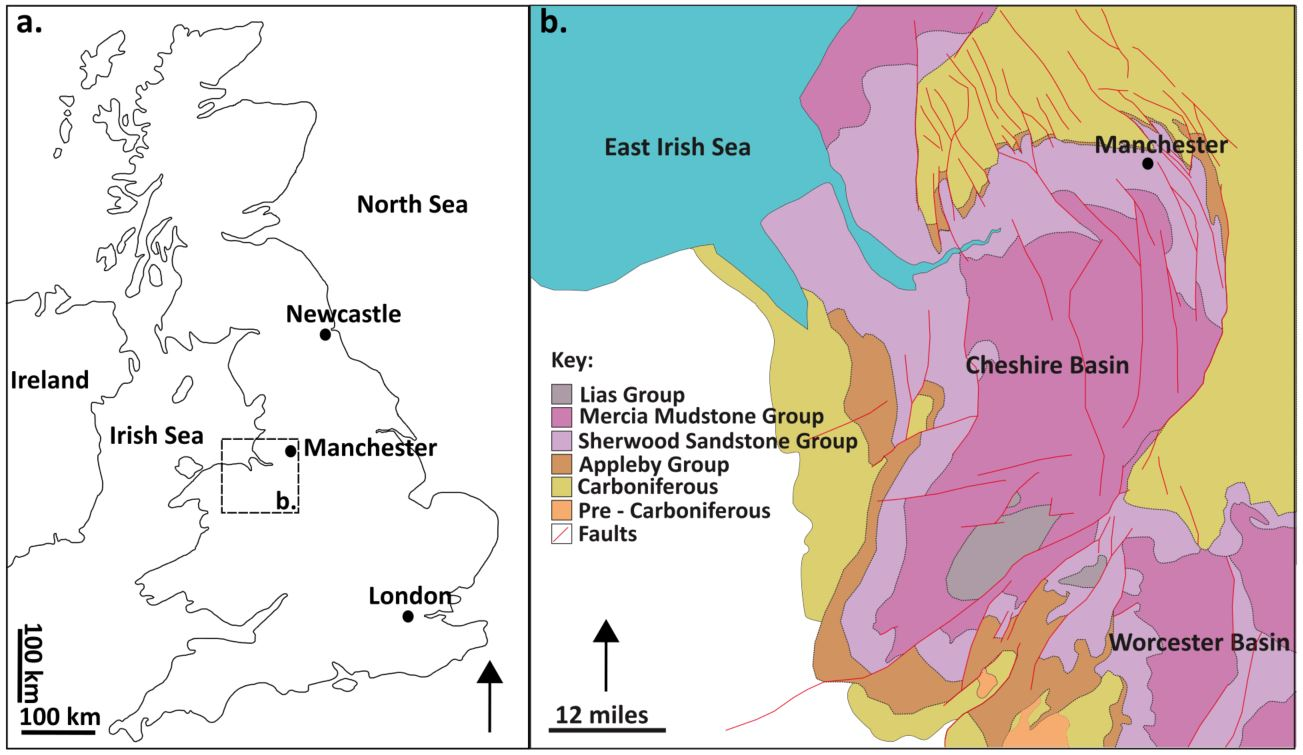 a.
North Sea
Newcastle
Ireland
Irish Sea
Manchester
b.
London
100 km
100 km
b.
East Irish Sea
Manchester
Cheshire Basin
Key:
Lias Group
Mercia Mudstone Group
Sherwood Sandstone Group
Appleby Group
Carboniferous
Pre - Carboniferous
Faults
Worcester Basin
12 miles